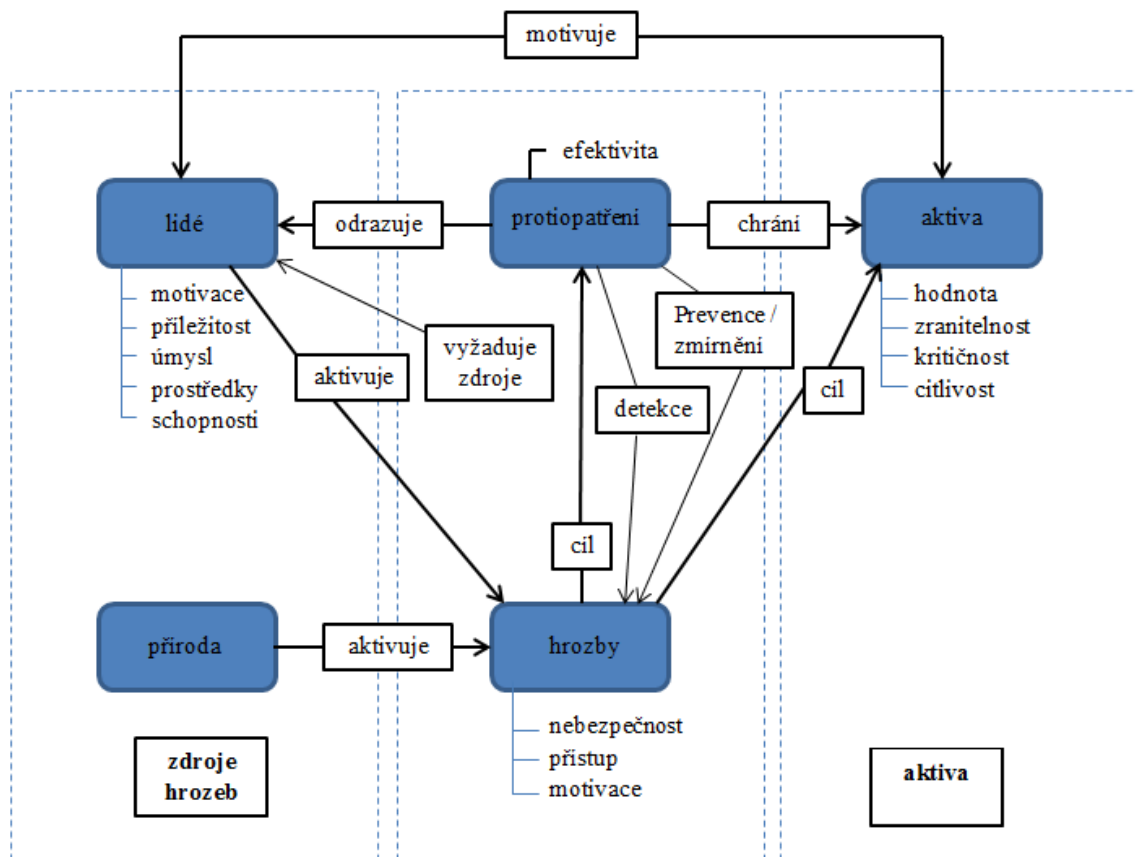 motivuje
efektivita
lidé
odrazuje
protiopatření
chrání
aktiva
motivace
příležitost
úmysl
prostředky
schopnosti
vyžaduje
zdroje
Prevence /
zmírnění
hodnota
zranitelnost
kritičnost
citlivost
aktivuje
detekce
cíl
cíl
příroda
aktivuje
hrozby
nebezpečnost
přístup
motivace
zdroje
hrozeb
aktiva